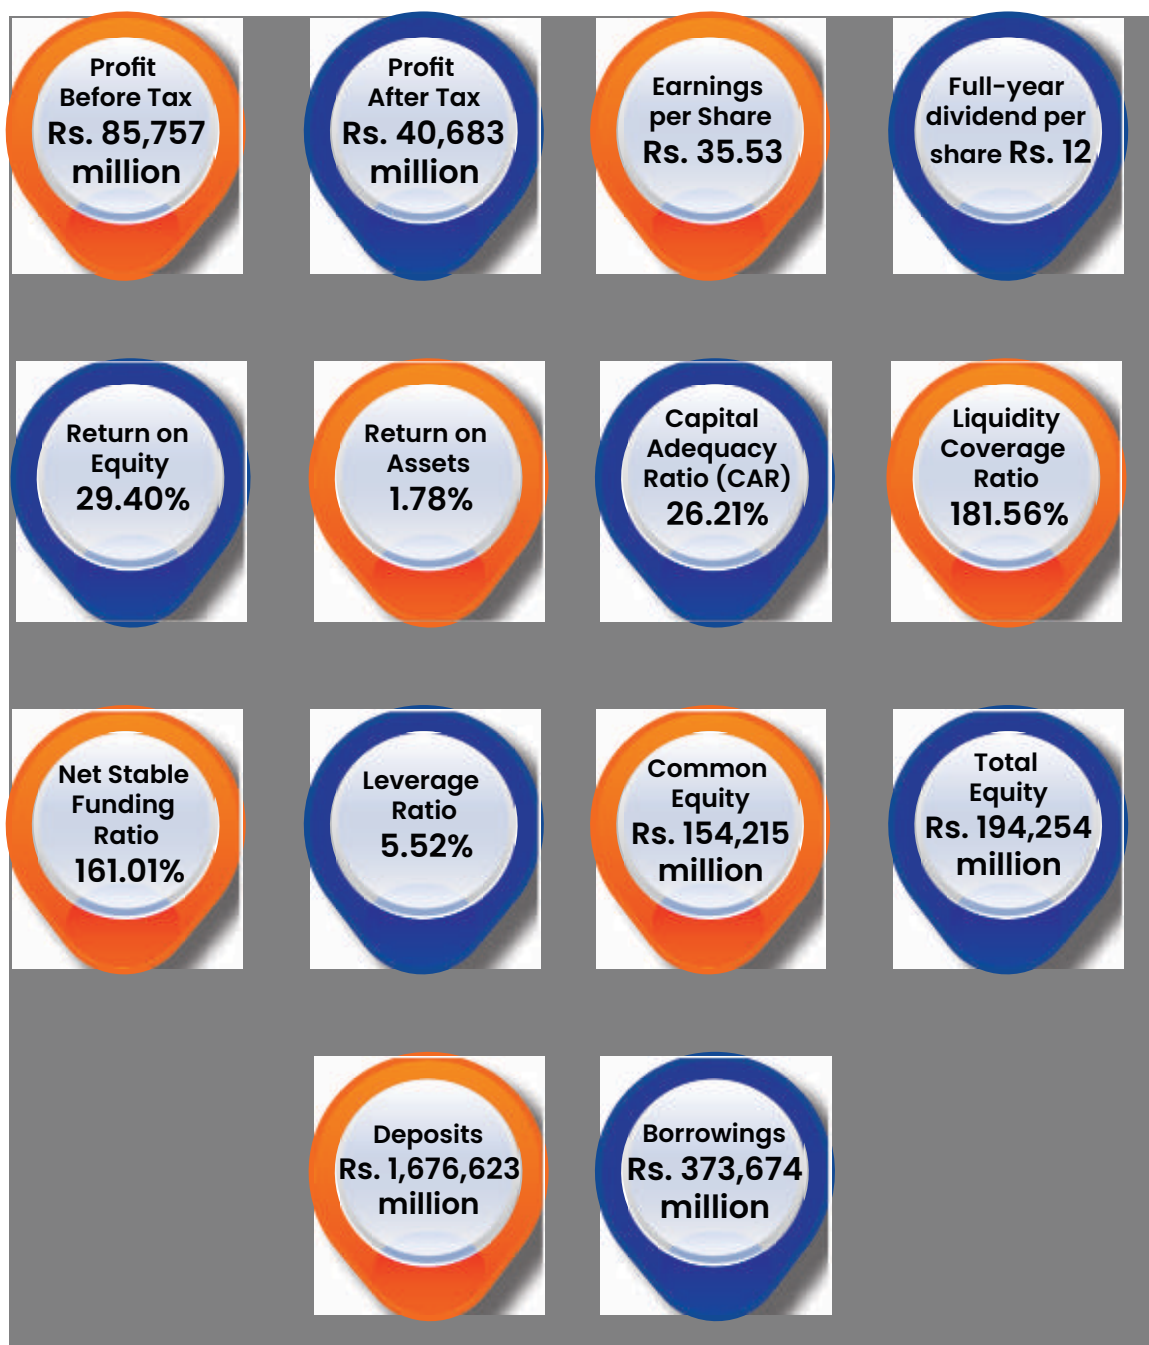 Profit
Before Tax
Rs. 85,757
million
Profit
After Tax
Rs. 40,683
million
Earnings
per Share
Rs. 35.53
Full-year
dividend per
share Rs. 12
Return on
Equity
29.40%
Return on
Assets
1.78%
Capital
Adequacy
Ratio (CAR)
26.21%
Liquidity
Coverage
Ratio
181.56%
Net Stable
Funding
Ratio
161.01%
Leverage
Ratio
5.52%
Common
Equity
Rs. 154,215
million
Total
Equity
Rs. 194,254
million
Deposits
Rs. 1,676,623
million
Borrowings
Rs. 373,674
million